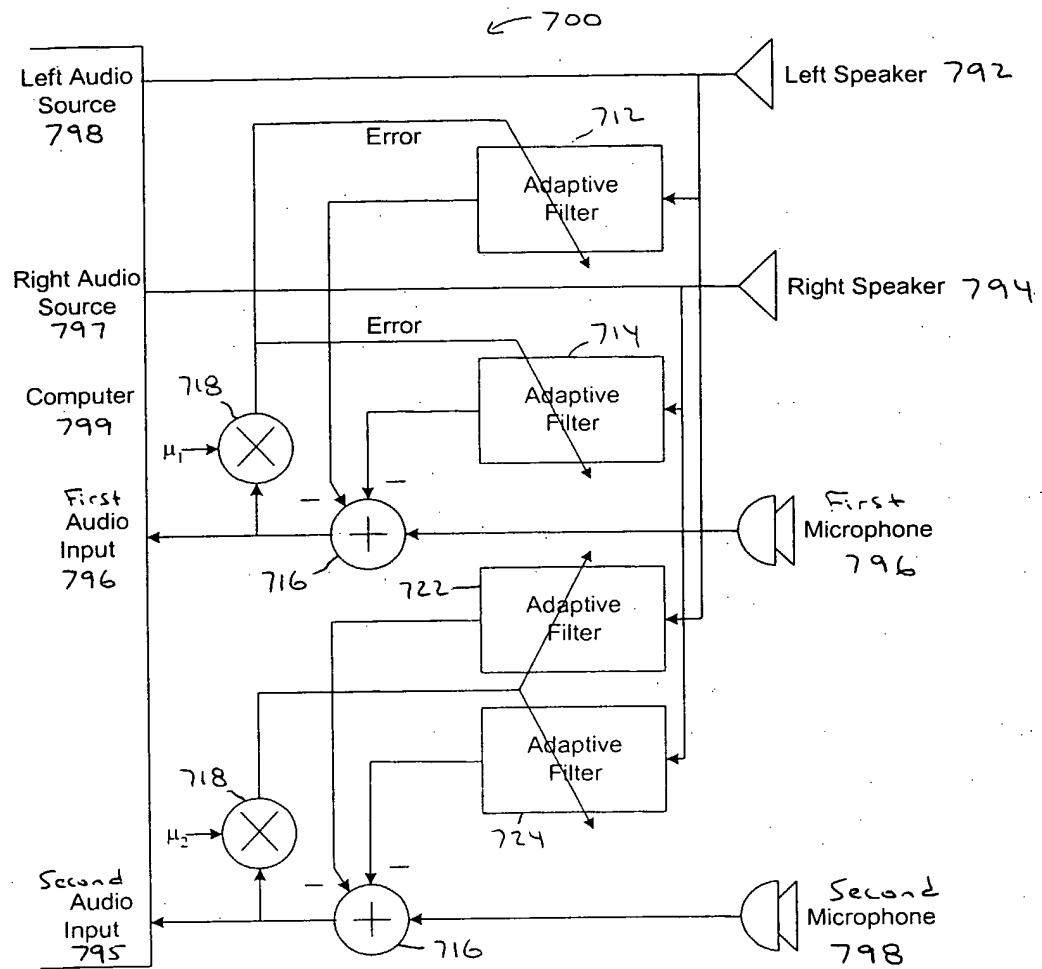 700
Left Audio
Source
798
Left Speaker 792
712
Error
Adaptive
Filter
Right Audio
Source
797
Right Speaker 794
Error
714
Computer
799
718
Adaptive
Filter
μ1
First
Audio
Input
796
First
Microphone
796
−
−
+
716
722
Adaptive
Filter
Adaptive
Filter
718
724
μ2
Second
Audio
Input
795
Second
Microphone
798
−
−
+
716